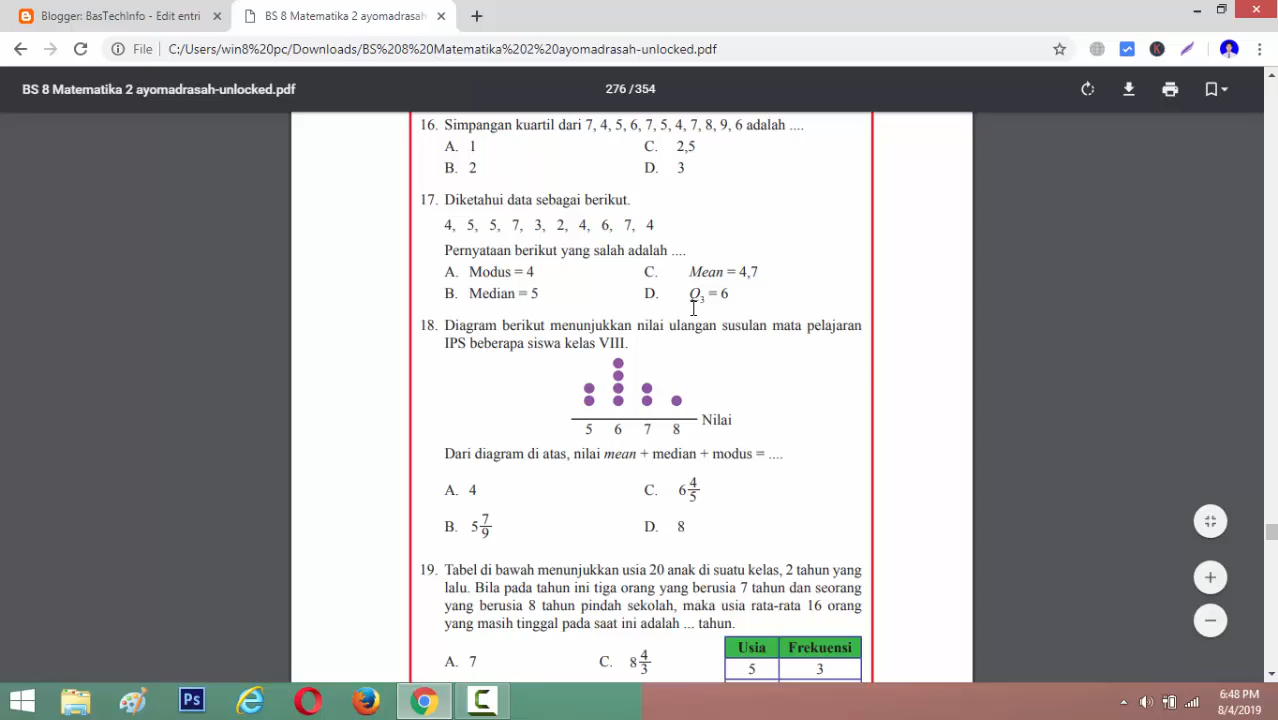 Blogger: BasTechInfo - Edit entri
BS 8 Matematika 2 ayomadrasah
File
C:/Users/win8%20pc/Downloads/BS%208%20Matematika%202%20ayomadrasah-unlocked.pdf
BS 8 Matematika 2 ayomadrasah-unlocked.pdf
276 / 354
16. Simpangan kuartil dari 7, 4, 5, 6, 7, 5, 4, 7, 8, 9, 6 adalah ....
A. 1 C. 2,5
B. 2 D. 3
17. Diketahui data sebagai berikut.
4, 5, 5, 7, 3, 2, 4, 6, 7, 4
Pernyataan berikut yang salah adalah ....
A. Modus = 4 C. Mean = 4,7
B. Median = 5 D. Q3 = 6
18. Diagram berikut menunjukkan nilai ulangan susulan mata pelajaran
IPS beberapa siswa kelas VIII.
Nilai
5 6 7 8
Dari diagram di atas, nilai mean + median + modus = ....
A. 4 C. 6 4/5
B. 5 7/9 D. 8
19. Tabel di bawah menunjukkan usia 20 anak di suatu kelas, 2 tahun yang
lalu. Bila pada tahun ini tiga orang yang berusia 7 tahun dan seorang
yang berusia 8 tahun pindah sekolah, maka usia rata-rata 16 orang
yang masih tinggal pada saat ini adalah ... tahun.
A. 7 C. 8 4/3
Usia Frekuensi
5 3
Ps
6:48 PM
8/4/2019